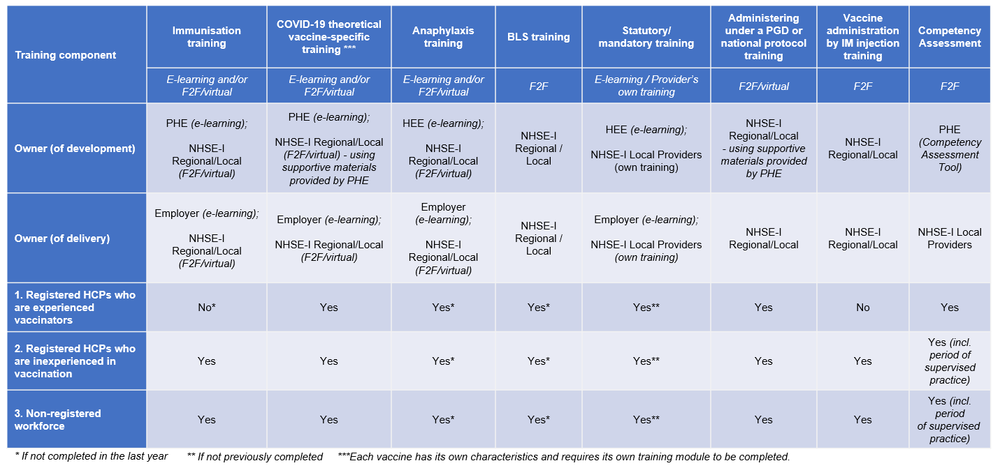 Training component
Immunisation
training
COVID-19 theoretical
vaccine-specific
training ***
Anaphylaxis
training
BLS training
Statutory/
mandatory training
Administering
under a PGD or
national protocol
training
Vaccine
administration
by IM injection
training
Competency
Assessment
E-learning and/or
F2F/virtual
E-learning and/or
F2F/virtual
E-learning and/or
F2F/virtual
F2F
E-learning / Provider's
own training
F2F/virtual
F2F
F2F
Owner (of development)
PHE (e-learning);
NHSE-I
Regional/Local
(F2F/virtual)
PHE (e-learning);
NHSE-I Regional/Local
(F2F/virtual) - using
supportive materials
provided by PHE
HEE (e-learning);
NHSE-I
Regional/Local
(F2F/virtual)
NHSE-I
Regional /
Local
HEE (e-learning);
NHSE-I Local Providers
(own training)
NHSE-I
Regional/Local
- using supportive
materials provided
by PHE
NHSE-I
Regional/Local
PHE
(Competency
Assessment
Tool)
Owner (of delivery)
Employer (e-learning);
NHSE-I
Regional/Local
(F2F/virtual)
Employer (e-learning);
NHSE-I Regional/Local
(F2F/virtual)
Employer
(e-learning);
NHSE-I
Regional/Local
(F2F/virtual)
NHSE-I
Regional /
Local
Employer (e-learning);
NHSE-I Local Providers
(own training)
NHSE-I
Regional/Local
NHSE-I
Regional/Local
NHSE-I Local
Providers
1. Registered HCPs who
are experienced
vaccinators
No*
Yes
Yes*
Yes*
Yes**
Yes
No
Yes
2. Registered HCPs who
are inexperienced in
vaccination
Yes
Yes
Yes*
Yes*
Yes**
Yes
Yes
Yes (incl.
period of
supervised
practice)
3. Non-registered
workforce
Yes
Yes
Yes*
Yes*
Yes**
Yes
Yes
Yes (incl.
period
of supervised
practice)
* If not completed in the last year ** If not previously completed ***Each vaccine has its own characteristics and requires its own training module to be completed.